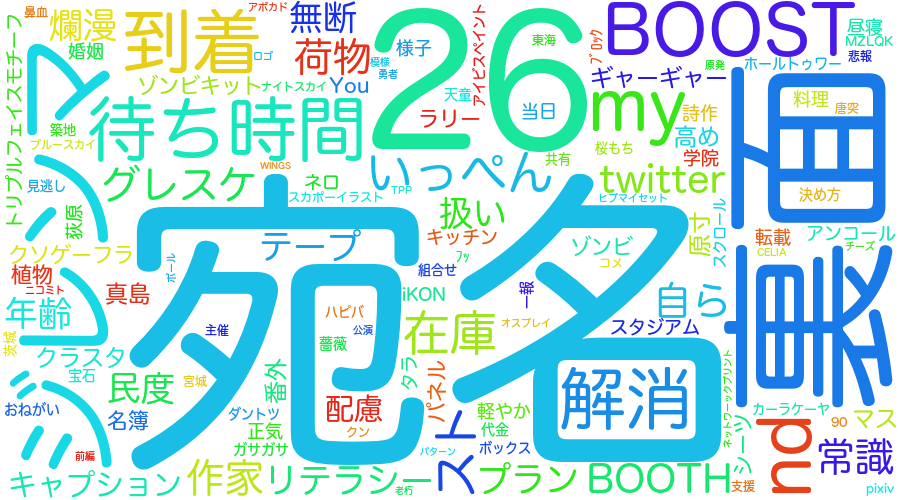 鼻血
爛漫
婚姻
到着
アボカド
ロゴ
無断
荷物
ゾンビキット
ナイトスカイ
模様
勇者
様子
You
天童
ラリー
アイビスペイント
26
当日
東海
ブロック
BOOST
ギャーギャー
原発
ホールトゥワー
昼寝
MZLQK
悲報
my
詩作
高め
学院
桜もち
共有
料理
唐突
裏面
決め方
トリプルフェイスモチーフ
ジレンマ
築地
ブルースカイ
見逃し
荻原
待ち時間
WINGS
グレスケ
ネロ
スカボーイラスト
TPP
いっぺん
twitter
ヒプマイセット
扱い
キッチン
フッ
組合せ
テープ
ボール
宛名
ゾンビ
コメ
原寸
スクロール
転載
CELIA
アンコール
チーズ
クソゲーフラ
植物
ニコミト
真島
年齢
茨城
クラスタ
宝石
宮城
主催
ハピバ
公演
薔薇
iKON
在庫
オスプレイ
一報
自ら
スタジアム
解消
民度
番外
タラ
パネル
配慮
クン
おねがい
名簿
ダントツ
正気
ガサガサ
前編
キャプション
作家
リテラシー
老朽
パターン
スト
軽やか
代金
ボックス
プラン
BOOTH
ネットワークプリント
シーツ
支援
カーラケーヤ
nd
90
マス
常識
pixiv